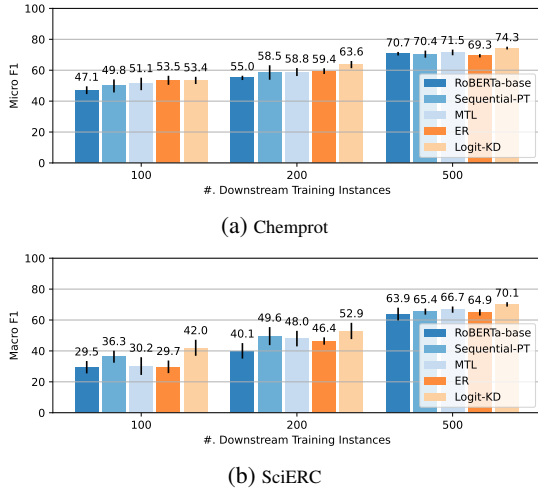 100
80
60
40
20
0
Micro F1
47.1 49.8 51.1 53.5 53.4
55.0 58.5 58.8 59.4 63.6
70.7 70.4 71.5 69.3 74.3
RoBERTa-base
Sequential-PT
MTL
ER
Logit-KD
100 200 500
#. Downstream Training Instances
(a) Chemprot
100
80
60
40
20
0
Macro F1
29.5 36.3 30.2 29.7 42.0
40.1 49.6 48.0 46.4 52.9
63.9 65.4 66.7 64.9 70.1
RoBERTa-base
Sequential-PT
MTL
ER
Logit-KD
100 200 500
#. Downstream Training Instances
(b) SciERC